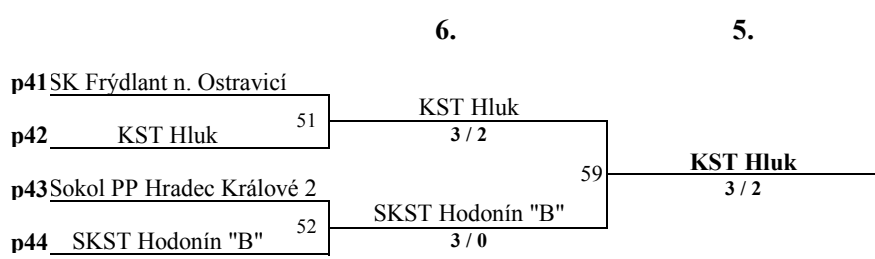 6. 5.
p41 SK Frýdlant n. Ostravicí
51 KST Hluk
p42 KST Hluk 3 / 2
59 KST Hluk
p43 Sokol PP Hradec Králové 2 3 / 2
52 SKST Hodonín "B"
p44 SKST Hodonín "B" 3 / 0